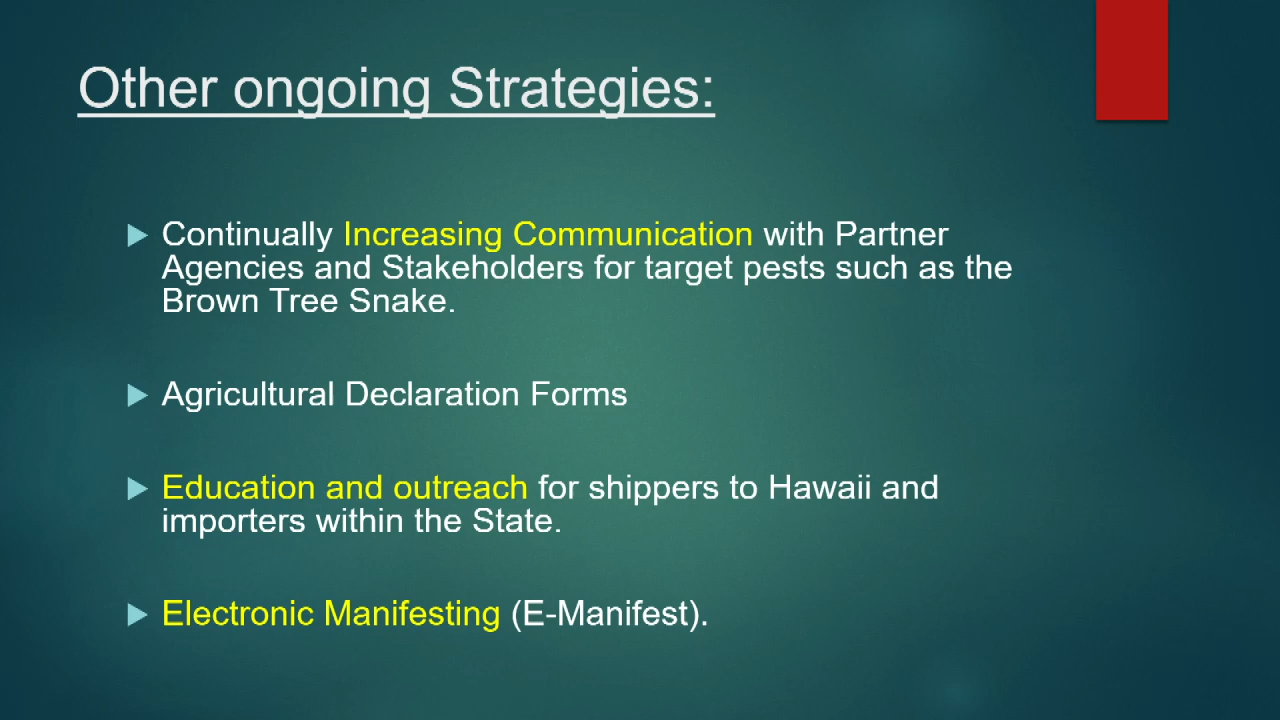 Other ongoing Strategies:
Continually Increasing Communication with Partner
Agencies and Stakeholders for target pests such as the
Brown Tree Snake.
Agricultural Declaration Forms
Education and outreach for shippers to Hawaii and
importers within the State.
Electronic Manifesting (E-Manifest).